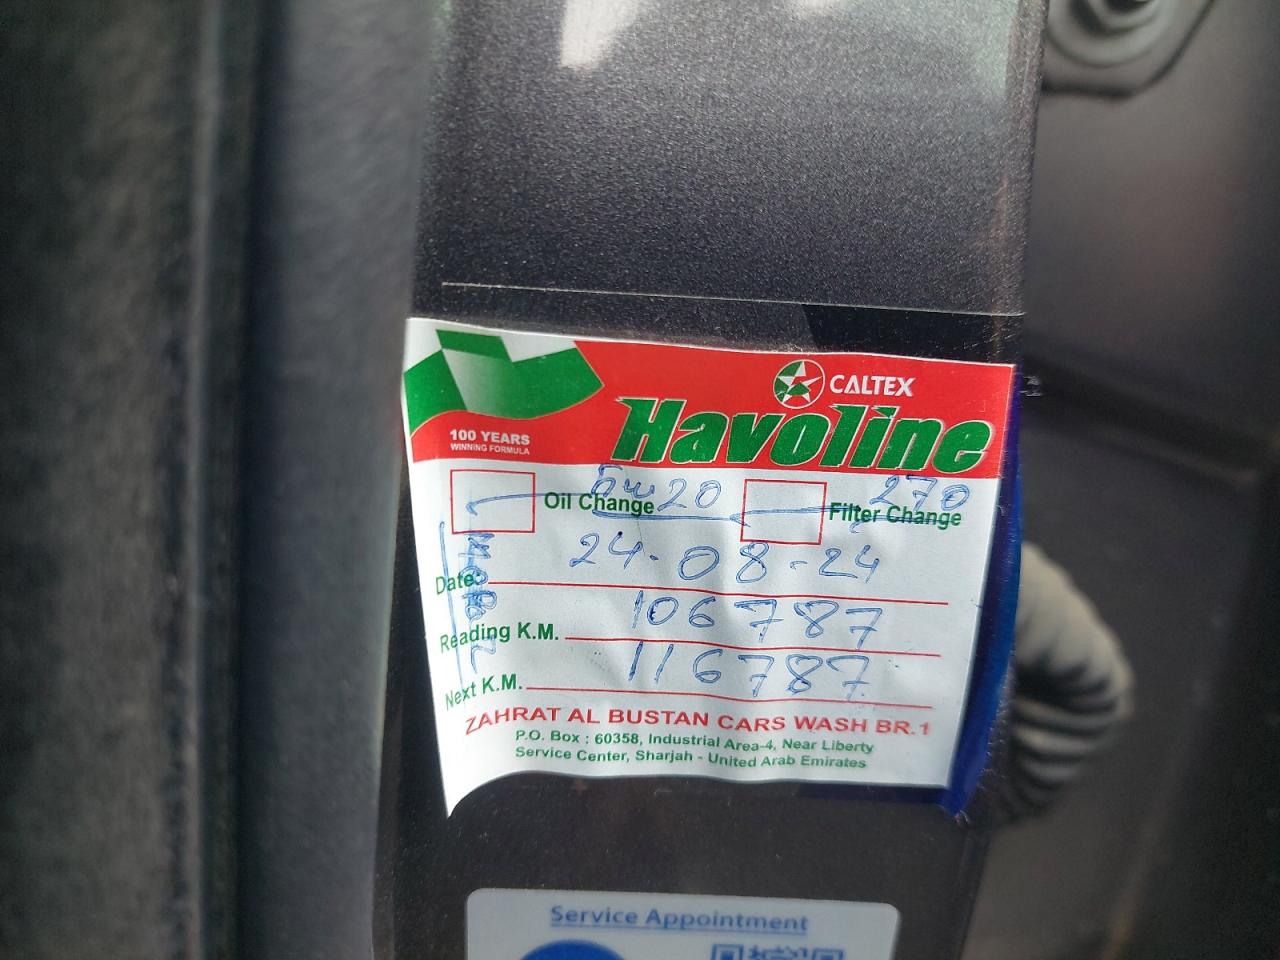 CALTEX
Havoline
100 YEARS
WINNING FORMULA
Oil Change 5w20 Filter Change 270
Date: 24-08-24
Reading K.M. 106787
Next K.M. 116787
ZAHRAT AL BUSTAN CARS WASH BR.1
P.O. Box : 60358, Industrial Area-4, Near Liberty
Service Center, Sharjah - United Arab Emirates
Service Appointment